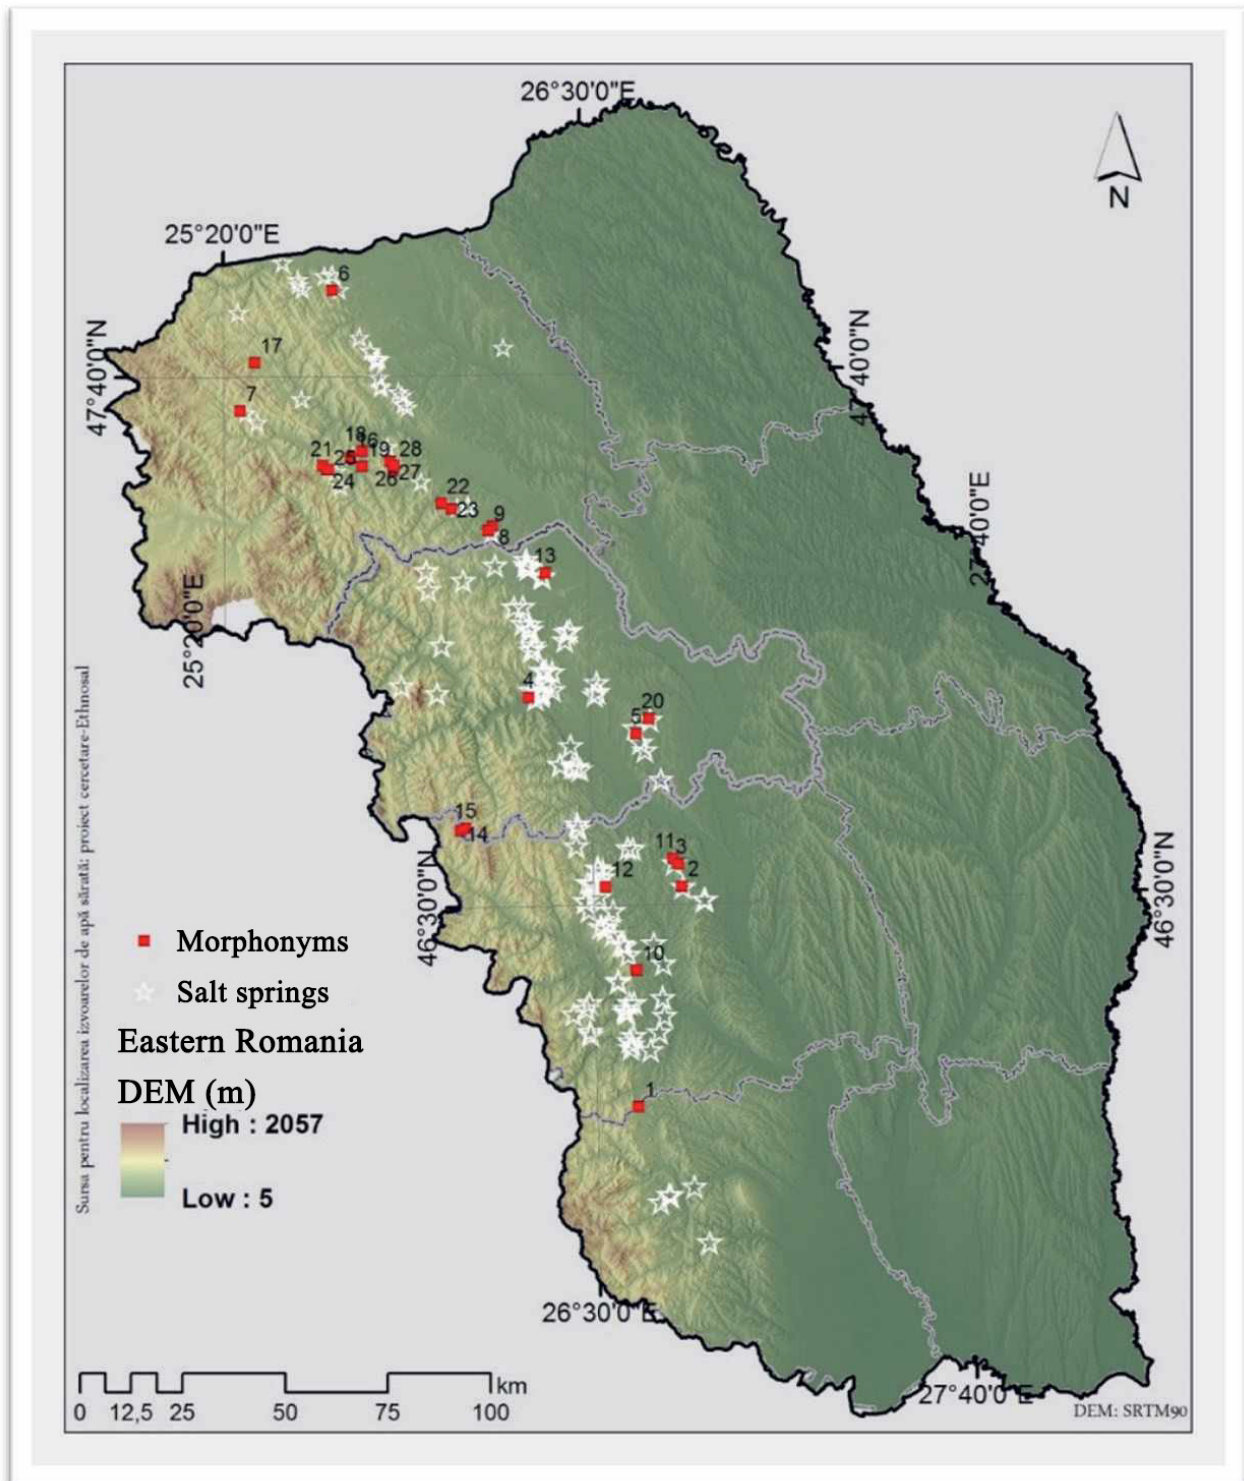 26°30'0"E
25°20'0"E
N
6
17
47°40'0"N
47°40'0"N
7
18
16
21
25
19
28
24
26
27
22
23
9
8
13
27°40'0"E
25°20'0"E
4
20
5
15
14
11
3
12
2
46°30'0"N
46°30'0"N
10
1
Morphonyms
Salt springs
Eastern Romania
DEM (m)
High : 2057
Low : 5
Sursa pentru localizarea izvoarelor de apă sărată: proiect cercetare-Ethnosal
26°30'0"E
27°40'0"E
km
0 12,5 25 50 75 100
DEM: SRTM90